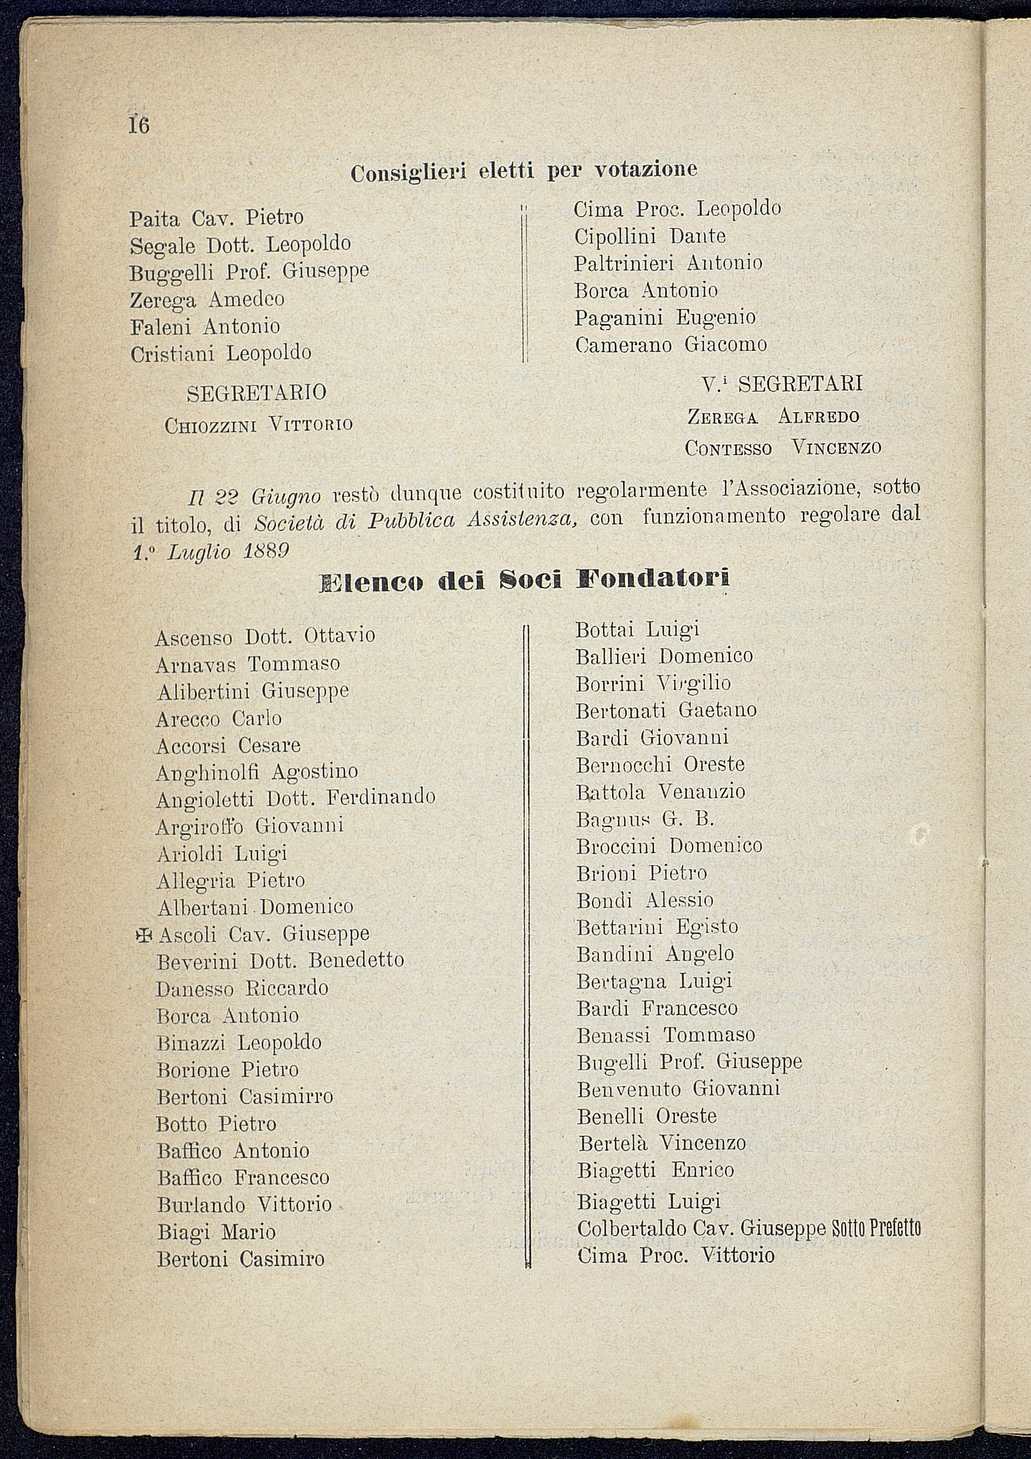 16
Consiglieri eletti per votazione
Paita Cav. Pietro
Segale Dott. Leopoldo
Buggelli Prof. Giuseppe
Zerega Amedeo
Faleni Antonio
Cristiani Leopoldo
Cima Proc. Leopoldo
Cipollini Dante
Paltrinieri Antonio
Borca Antonio
Paganini Eugenio
Camerano Giacomo
SEGRETARIO
Chiozzini Vittorio
V.i SEGRETARI
Zerega Alfredo
Contesso Vincenzo
Il 22 Giugno restò dunque costituito regolarmente l'Associazione, sotto
il titolo, di Società di Pubblica Assistenza, con funzionamento regolare dal
1.º Luglio 1889
Elenco dei Soci Fondatori
Ascenso Dott. Ottavio
Arnavas Tommaso
Alibertini Giuseppe
Arecco Carlo
Accorsi Cesare
Anghinolfi Agostino
Angioletti Dott. Ferdinando
Argiroffo Giovanni
Arioldi Luigi
Allegria Pietro
Albertani Domenico
✠ Ascoli Cav. Giuseppe
Beverini Dott. Benedetto
Danesso Riccardo
Borca Antonio
Binazzi Leopoldo
Borione Pietro
Bertoni Casimirro
Botto Pietro
Baffico Antonio
Baffico Francesco
Burlando Vittorio
Biagi Mario
Bertoni Casimiro
Bottai Luigi
Ballieri Domenico
Borrini Virgilio
Bertonati Gaetano
Bardi Giovanni
Bernocchi Oreste
Battola Venanzio
Bagnus G. B.
Broccini Domenico
Brioni Pietro
Bondi Alessio
Bettarini Egisto
Bandini Angelo
Bertagna Luigi
Bardi Francesco
Benassi Tommaso
Bugelli Prof. Giuseppe
Benvenuto Giovanni
Benelli Oreste
Bertelà Vincenzo
Biagetti Enrico
Biagetti Luigi
Colbertaldo Cav. Giuseppe Sotto Prefetto
Cima Proc. Vittorio